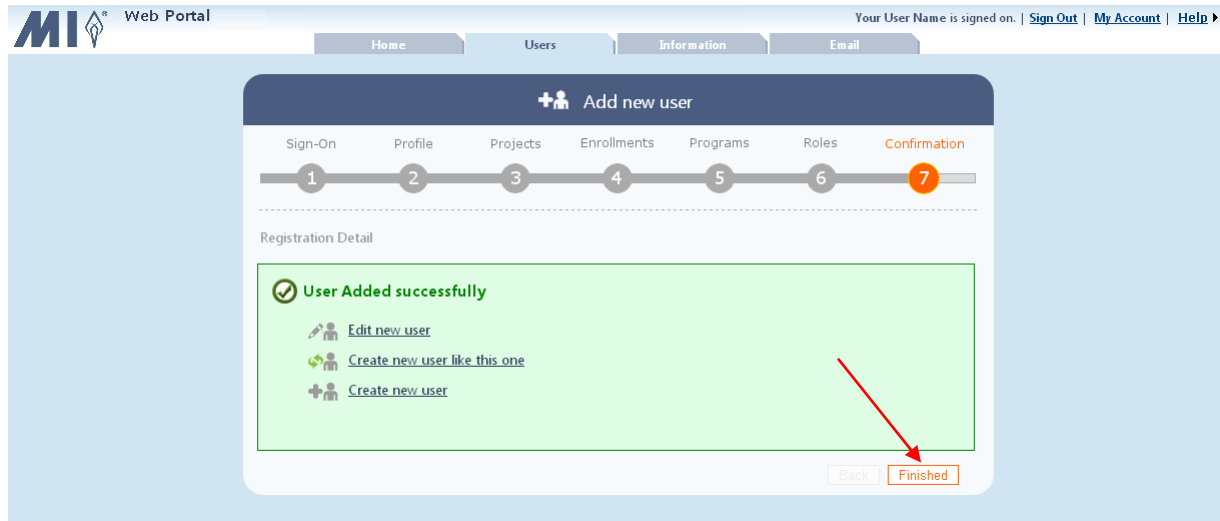 MI® Web Portal
Your User Name is signed on. | Sign Out | My Account | Help
Home Users Information Email
Add new user
Sign-On Profile Projects Enrollments Programs Roles Confirmation
1 2 3 4 5 6 7
Registration Detail
User Added successfully
Edit new user
Create new user like this one
Create new user
Back Finished